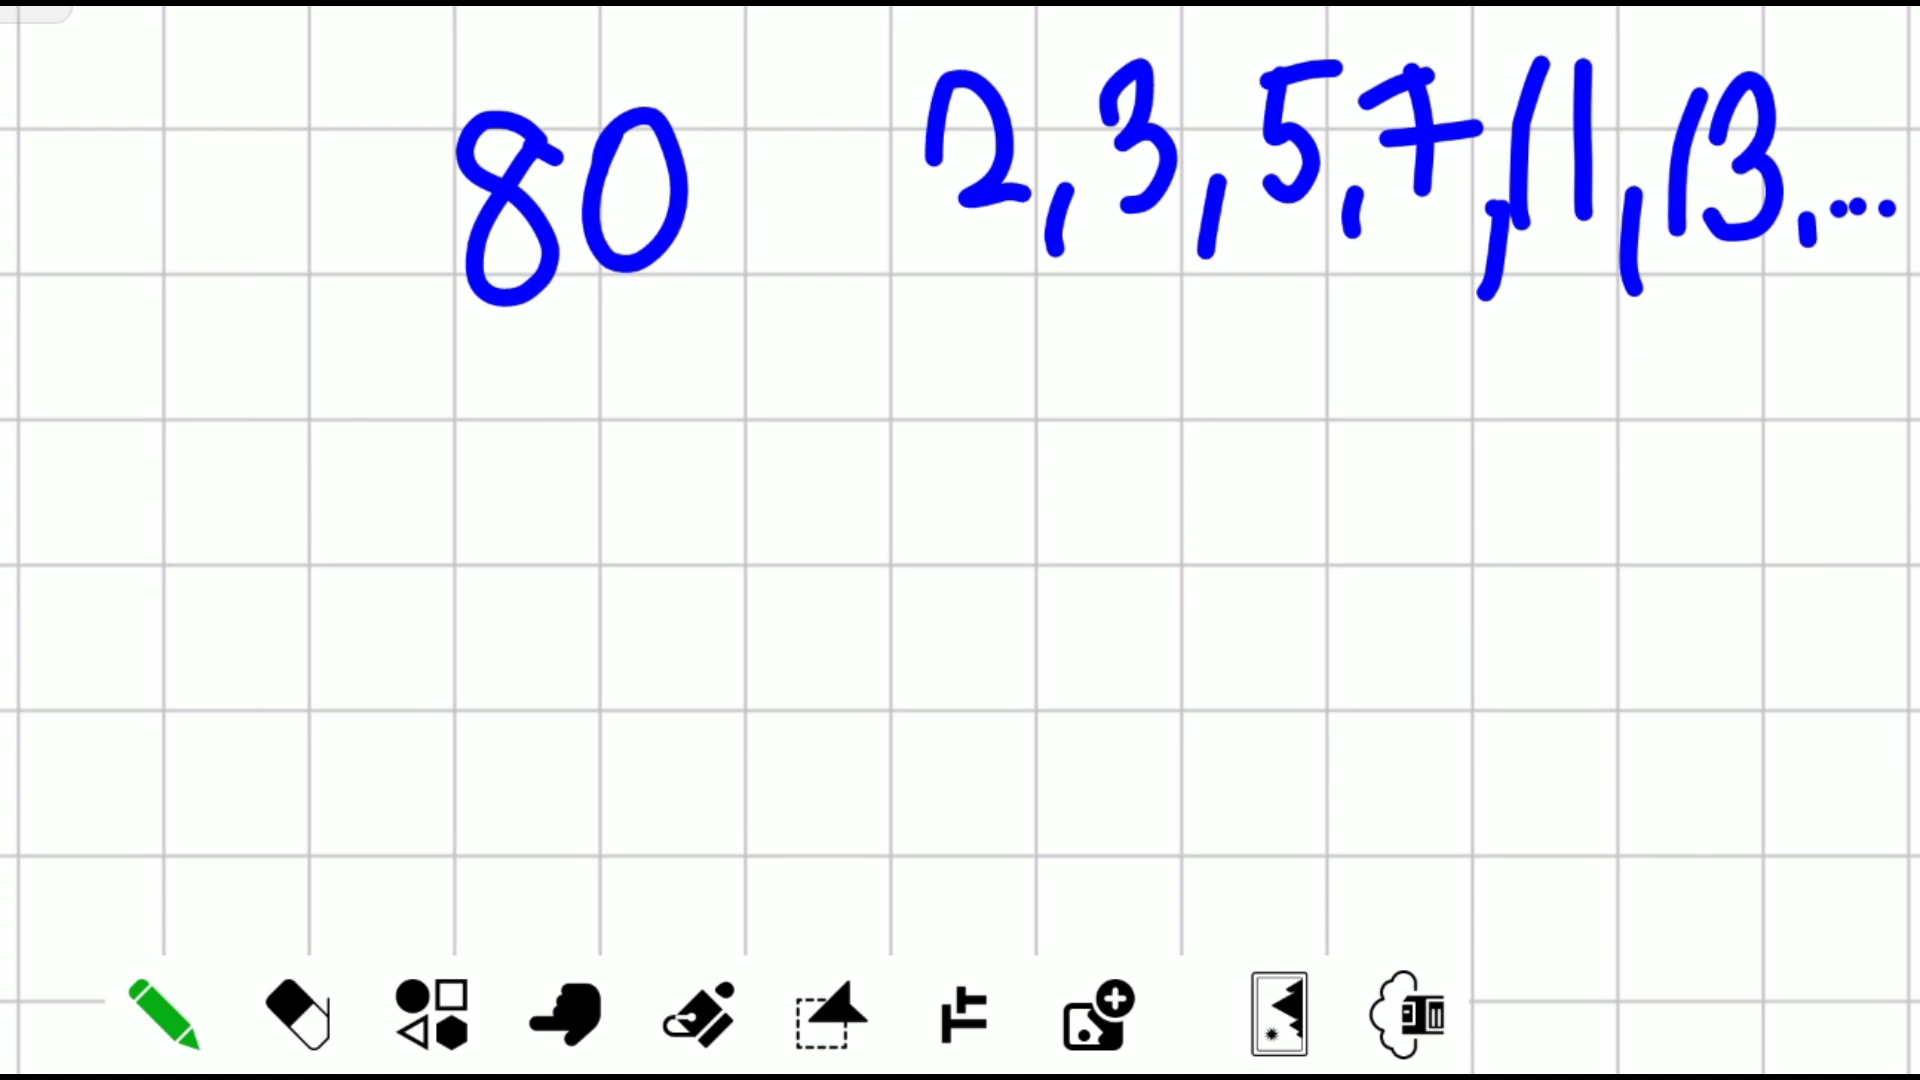 80 2, 3, 5, 7, 11, 13, ...